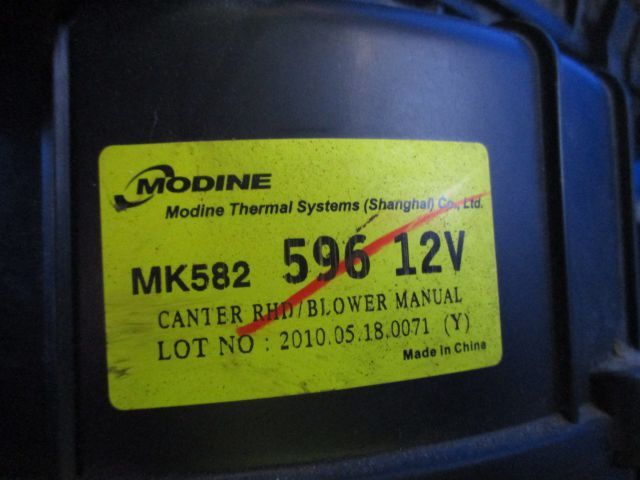 MODINE
Modine Thermal Systems (Shanghai) Co., Ltd.
MK582 596 12V
CANTER RHD/BLOWER MANUAL
LOT NO : 2010.05.18.0071 (Y)
Made In China